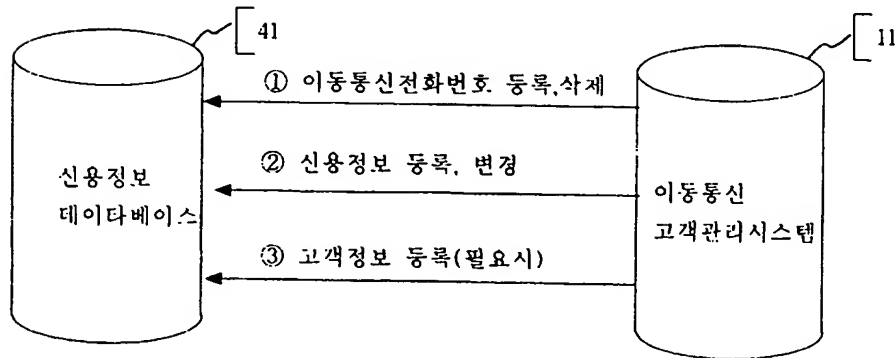 41
11
① 이동통신전화번호 등록,삭제
② 신용정보 등록, 변경
신용정보
데이타베이스
이동통신
고객관리시스템
③ 고객정보 등록(필요시)